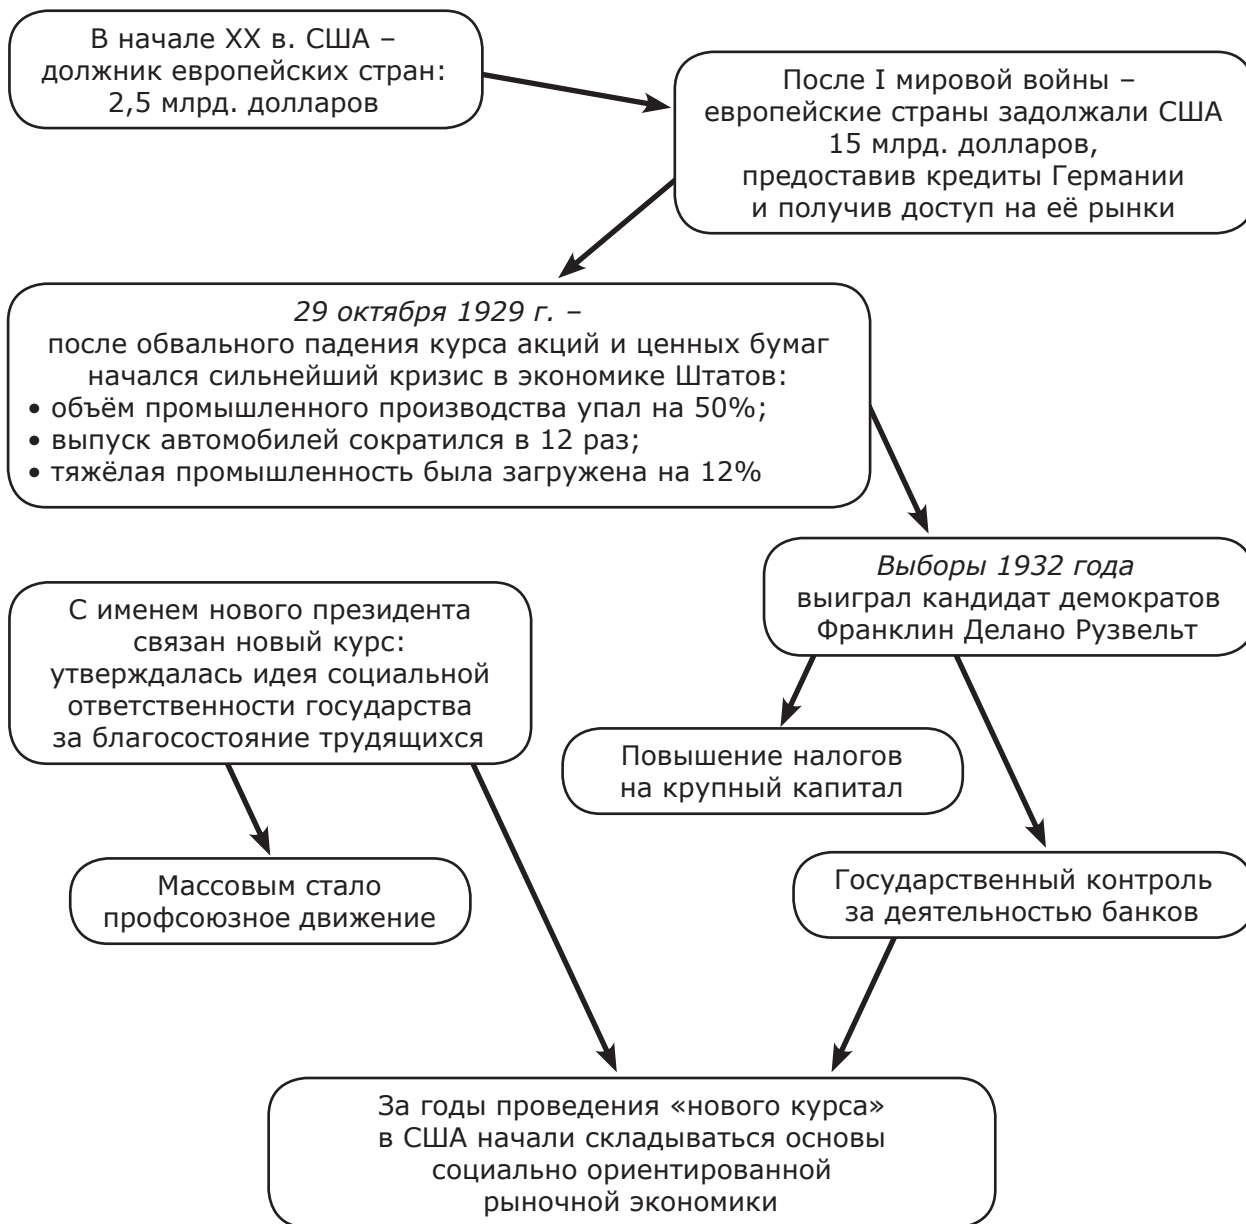 В начале XX в. США –
должник европейских стран:
2,5 млрд. долларов
После I мировой войны –
европейские страны задолжали США
15 млрд. долларов,
предоставив кредиты Германии
и получив доступ на её рынки
29 октября 1929 г. –
после обвального падения курса акций и ценных бумаг
начался сильнейший кризис в экономике Штатов:
• объём промышленного производства упал на 50%;
• выпуск автомобилей сократился в 12 раз;
• тяжёлая промышленность была загружена на 12%
Выборы 1932 года
выиграл кандидат демократов
Франклин Делано Рузвельт
С именем нового президента
связан новый курс:
утверждалась идея социальной
ответственности государства
за благосостояние трудящихся
Повышение налогов
на крупный капитал
Массовым стало
профсоюзное движение
Государственный контроль
за деятельностью банков
За годы проведения «нового курса»
в США начали складываться основы
социально ориентированной
рыночной экономики